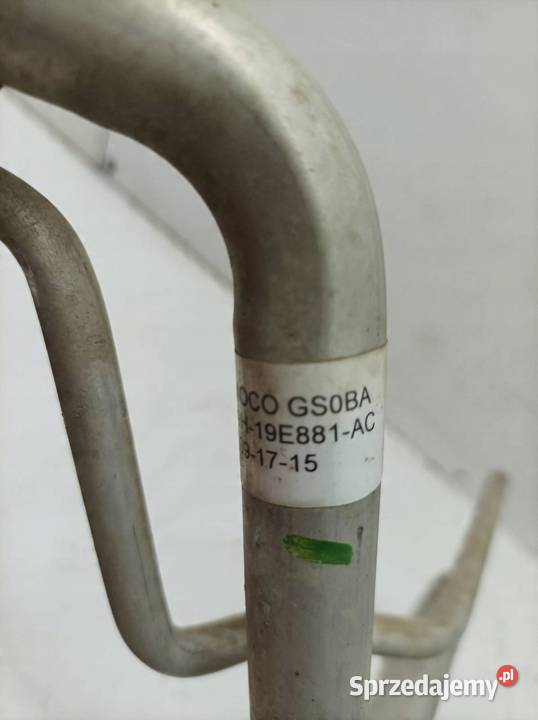 OCO GS0BA
H-19E881-AC
9-17-15
Sprzedajemy.pl